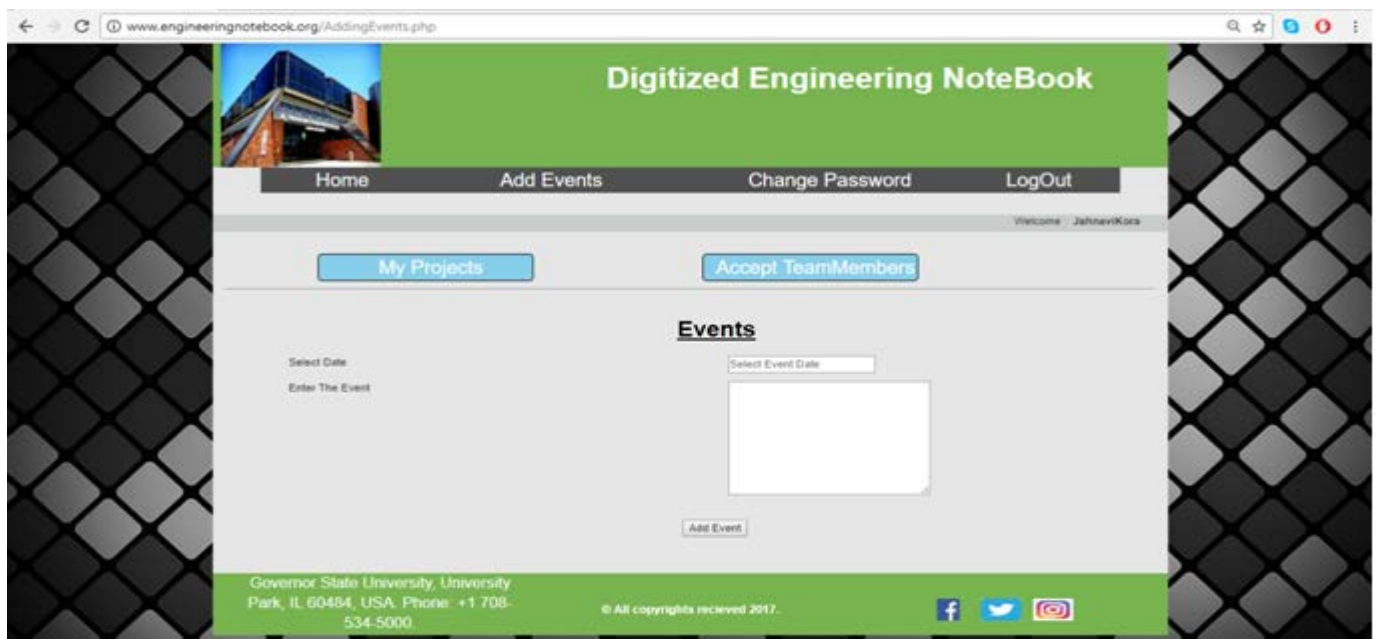 www.engineeringnotebook.org/AddingEvents.php
Digitized Engineering NoteBook
Home Add Events Change Password LogOut
Welcome JahnaviKora
My Projects Accept TeamMembers
Events
Select Date Select Event Date
Enter The Event
Add Event
Governor State University, University
Park, IL 60484, USA. Phone: +1 708-
534-5000.
© All copyrights recieved 2017.